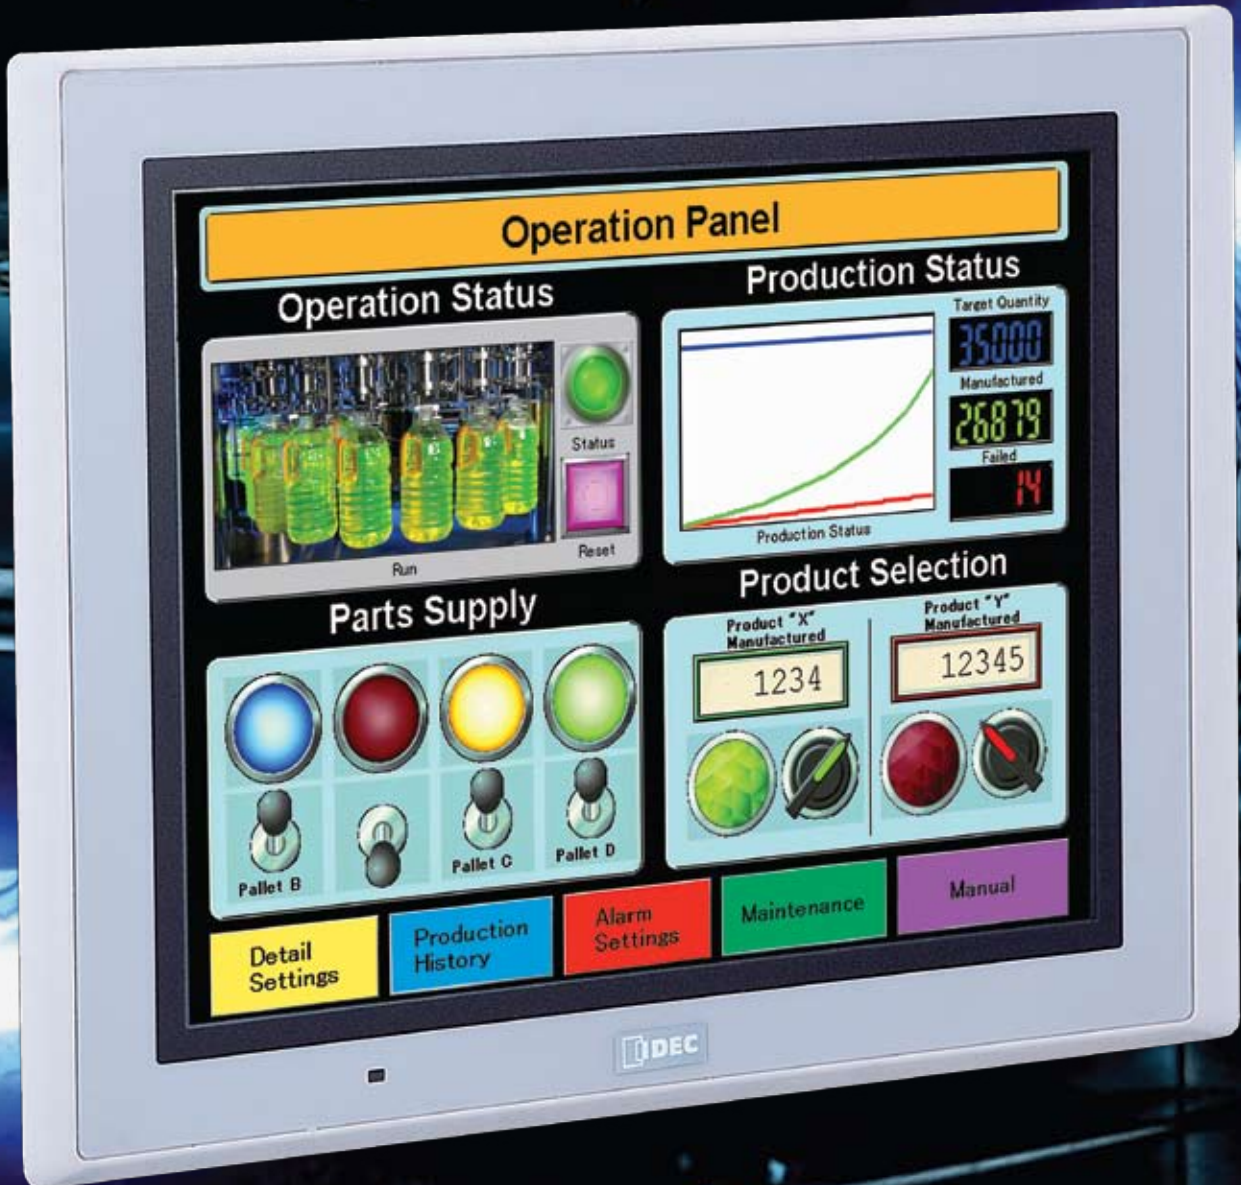 Operation Panel
Operation Status
Status
Reset
Run
Production Status
Target Quantity
35000
Manufactured
26879
Failed
14
Production Status
Parts Supply
Pallet B
Pallet C
Pallet D
Product Selection
Product "X"
Manufactured
1234
Product "Y"
Manufactured
12345
Detail
Settings
Production
History
Alarm
Settings
Maintenance
Manual
IDEC